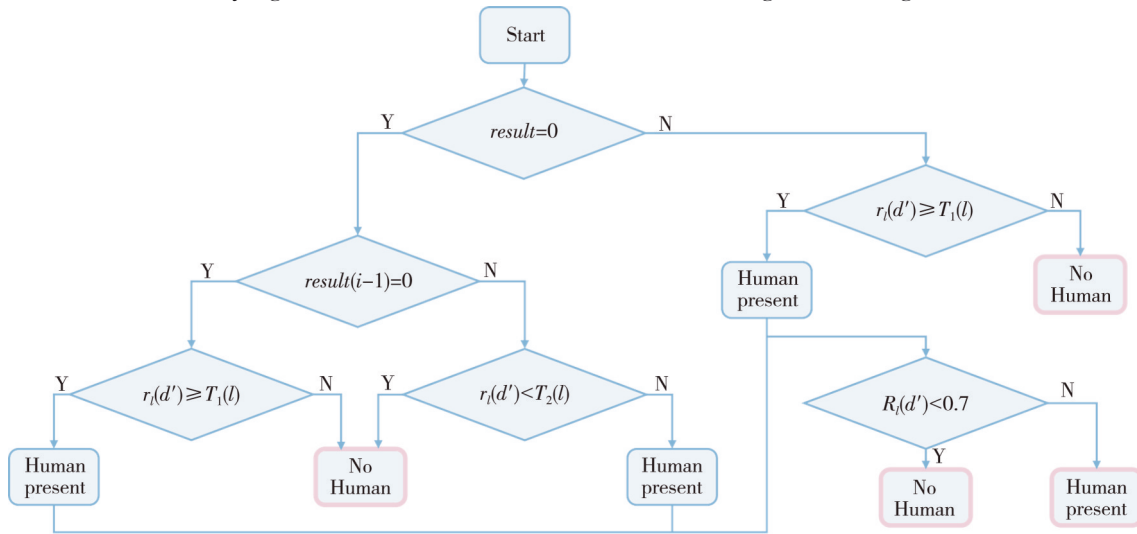 Start
result=0
Y
N
r_l(d′)≥T_1(l)
Y
N
Human
present
No
Human
result(i−1)=0
Y
N
r_l(d′)≥T_1(l)
Y
N
r_l(d′)<T_2(l)
Y
N
R_l(d′)<0.7
N
Y
Human
present
No
Human
Human
present
No
Human
Human
present